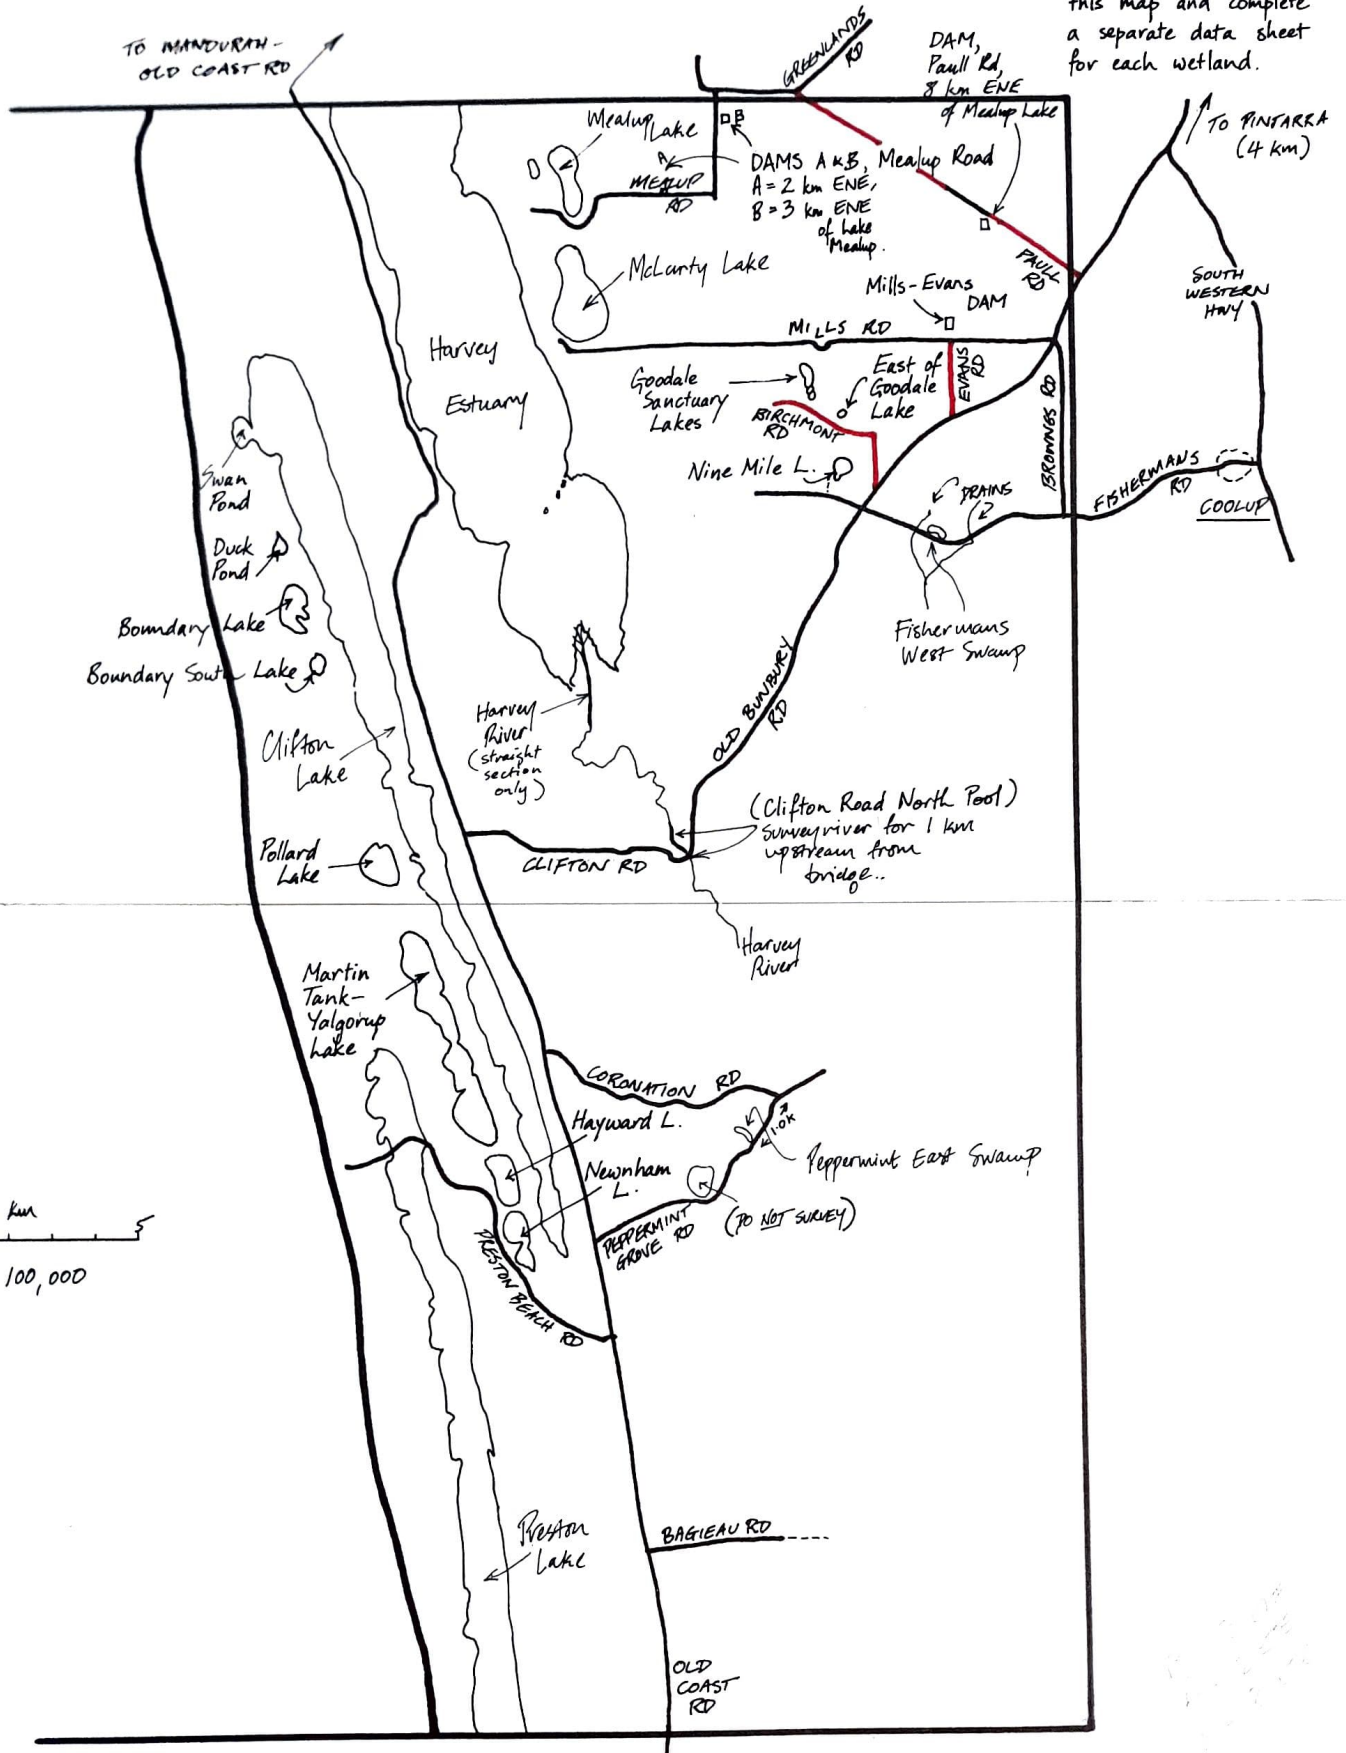 this map and complete
a separate data sheet
for each wetland.
TO MANDURAH -
OLD COAST RD
GREENLANDS
RD
DAM,
Paull Rd,
8 km ENE
of Mealup Lake
TO PINJARRA
(4 km)
Mealup
Lake
A
B
MEALUP
RD
DAMS A & B, Mealup Road
A = 2 km ENE,
B = 3 km ENE
of Lake
Mealup.
PAULL
RD
SOUTH
WESTERN
HWY
McLarty Lake
Mills-Evans
DAM
MILLS RD
Harvey
Estuary
Goodale
Sanctuary
Lakes
East of
Goodale
Lake
EVANS
RD
BROWNINGS RD
BIRCHMONT
RD
Nine Mile L.
DRAINS
FISHERMANS
RD
COOLUP
Swan
Pond
Duck
Pond
Boundary Lake
Boundary South Lake
Fishermans
West Swamp
OLD BUNBURY
RD
Harvey
River
(straight
section
only)
Clifton
Lake
(Clifton Road North Pool)
Survey river for 1 km
upstream from
bridge..
CLIFTON RD
Pollard
Lake
Harvey
River
Martin
Tank-
Yalgorup
Lake
CORONATION RD
1.0K
Hayward L.
Peppermint East Swamp
Newnham
L.
(DO NOT SURVEY)
PEPPERMINT
GROVE RD
km
5
100,000
PRESTON BEACH RD
Preston
Lake
BAGIEAU RD
OLD
COAST
RD